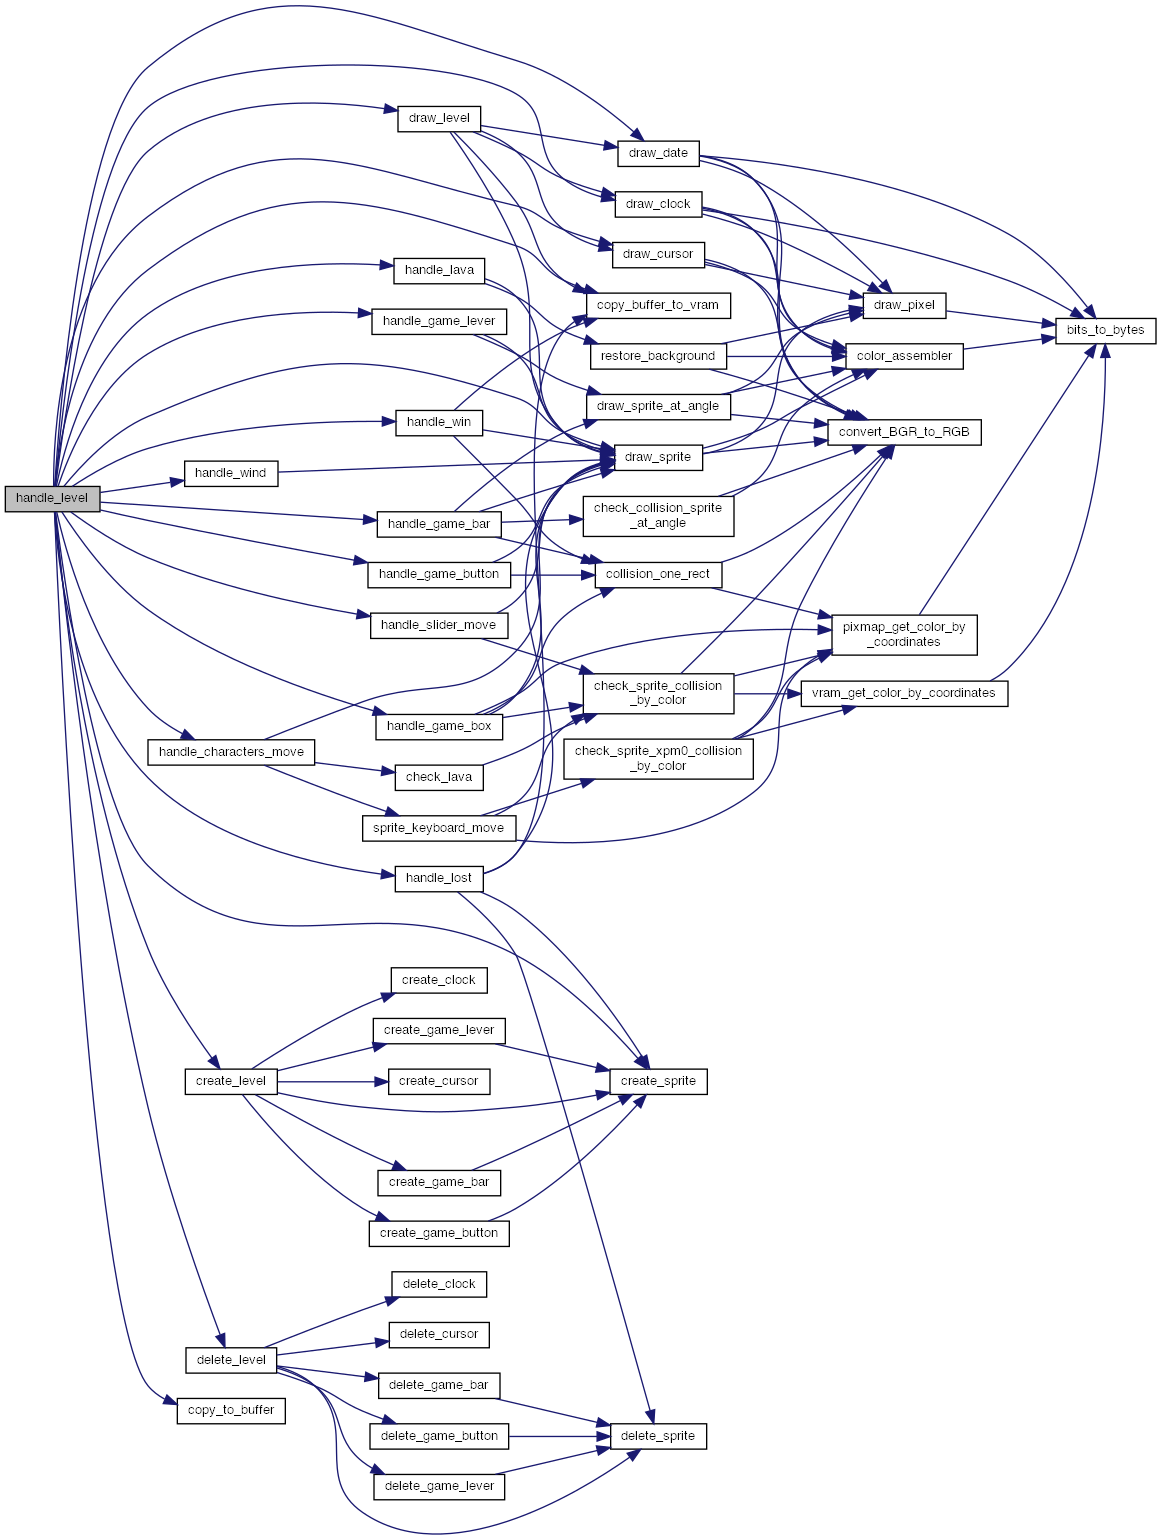 draw_level
draw_date
draw_clock
draw_cursor
handle_lava
copy_buffer_to_vram
draw_pixel
handle_game_lever
bits_to_bytes
restore_background
color_assembler
draw_sprite_at_angle
handle_win
convert_BGR_to_RGB
draw_sprite
handle_wind
handle_level
check_collision_sprite
_at_angle
handle_game_bar
handle_game_button
collision_one_rect
handle_slider_move
pixmap_get_color_by
_coordinates
check_sprite_collision
_by_color
vram_get_color_by_coordinates
handle_game_box
handle_characters_move
check_sprite_xpm0_collision
_by_color
check_lava
sprite_keyboard_move
handle_lost
create_clock
create_game_lever
create_level
create_cursor
create_sprite
create_game_bar
create_game_button
delete_clock
delete_cursor
delete_level
delete_game_bar
copy_to_buffer
delete_game_button
delete_sprite
delete_game_lever